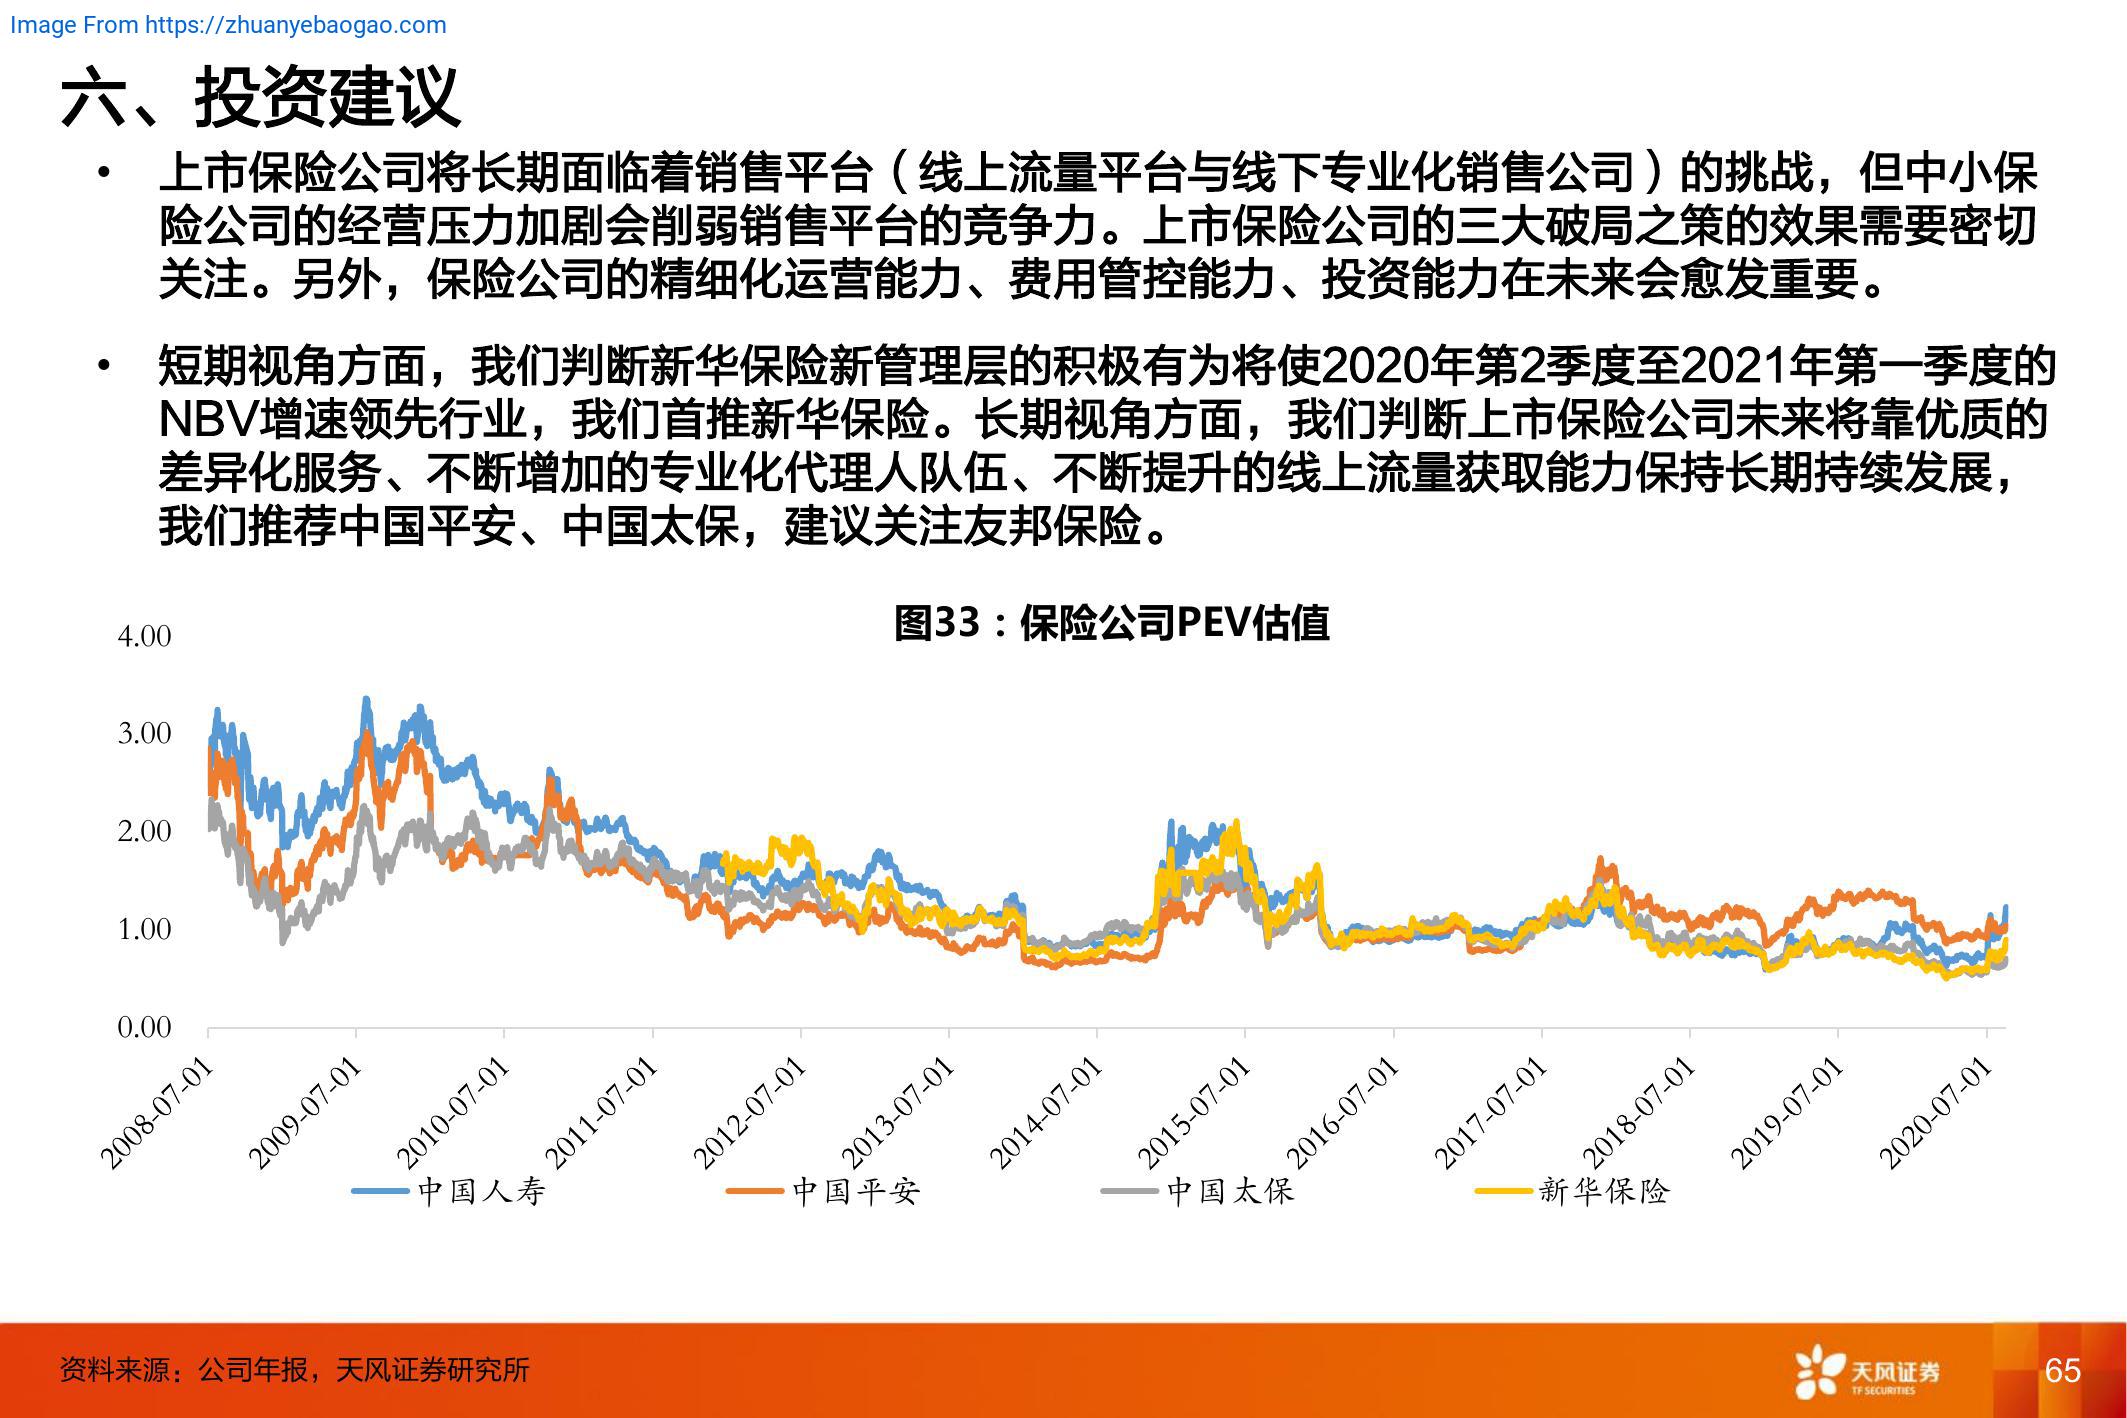 Image From https://zhuanyebaogao.com
六、投资建议
• 上市保险公司将长期面临着销售平台（线上流量平台与线下专业化销售公司）的挑战，但中小保
险公司的经营压力加剧会削弱销售平台的竞争力。上市保险公司的三大破局之策的效果需要密切
关注。另外，保险公司的精细化运营能力、费用管控能力、投资能力在未来会愈发重要。
• 短期视角方面，我们判断新华保险新管理层的积极有为将使2020年第2季度至2021年第一季度的
NBV增速领先行业，我们首推新华保险。长期视角方面，我们判断上市保险公司未来将靠优质的
差异化服务、不断增加的专业化代理人队伍、不断提升的线上流量获取能力保持长期持续发展，
我们推荐中国平安、中国太保，建议关注友邦保险。
图33：保险公司PEV估值
4.00
3.00
2.00
1.00
0.00
2008-07-01
2009-07-01
2010-07-01
2011-07-01
2012-07-01
2013-07-01
2014-07-01
2015-07-01
2016-07-01
2017-07-01
2018-07-01
2019-07-01
2020-07-01
中国人寿
中国平安
中国太保
新华保险
资料来源：公司年报，天风证券研究所
天风证券
TF SECURITIES
65